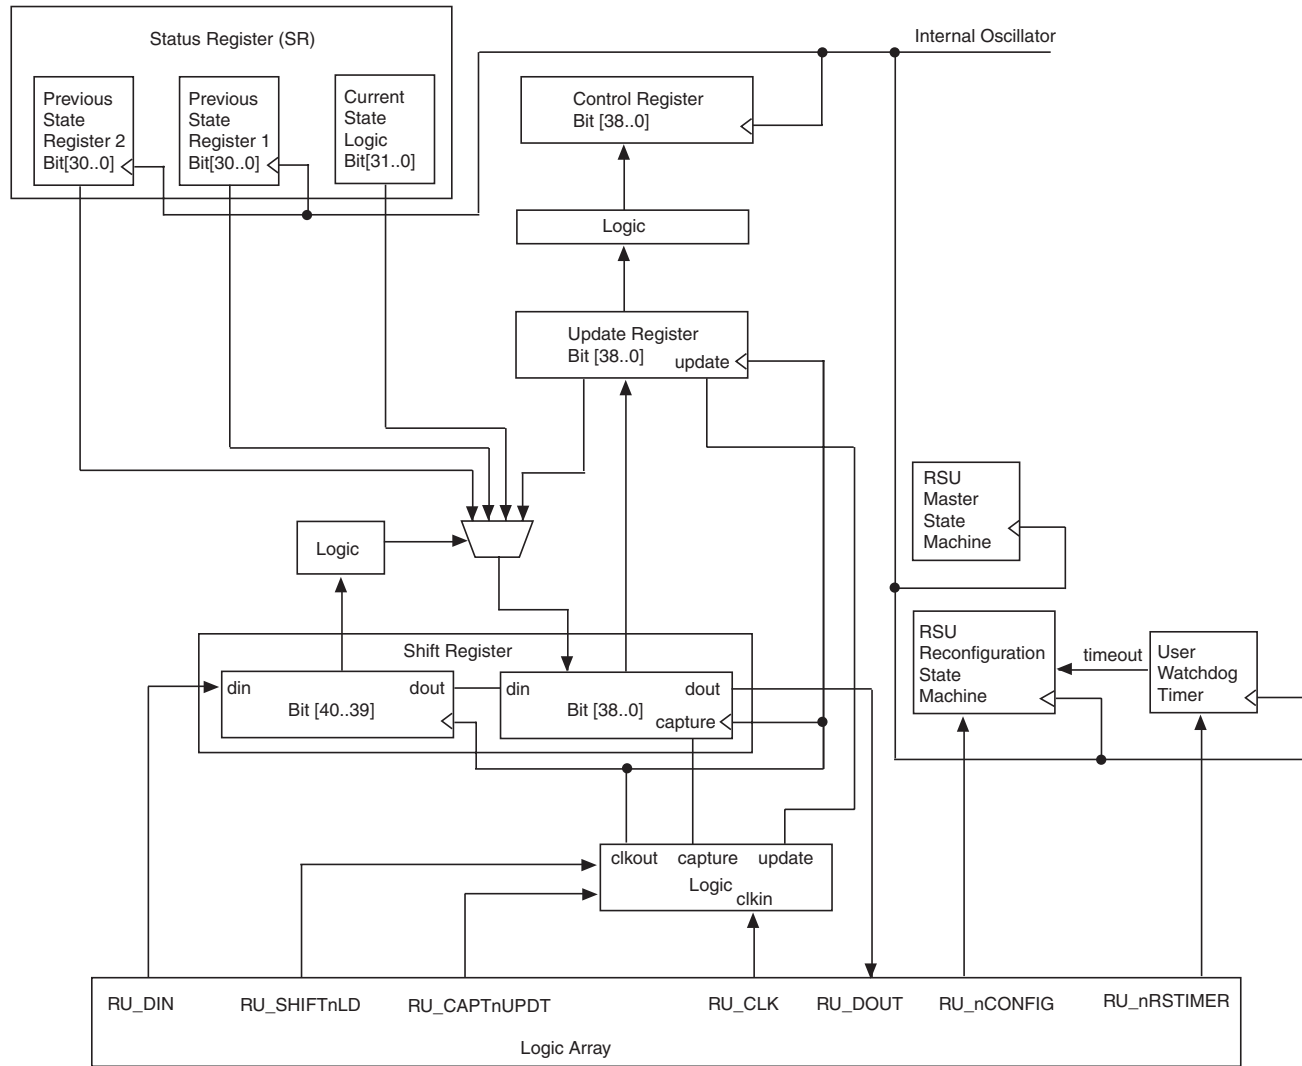 Status Register (SR)
Internal Oscillator
Previous
State
Register 2
Bit[30..0]
Previous
State
Register 1
Bit[30..0]
Current
State
Logic
Bit[31..0]
Control Register
Bit [38..0]
Logic
Update Register
Bit [38..0]
update
RSU
Master
State
Machine
Logic
Shift Register
din
dout
Bit [40..39]
din
dout
Bit [38..0]
capture
RSU
Reconfiguration
State
Machine
timeout
User
Watchdog
Timer
clkout
capture
update
Logic
clkin
RU_DIN
RU_SHIFTnLD
RU_CAPTnUPDT
RU_CLK
RU_DOUT
RU_nCONFIG
RU_nRSTIMER
Logic Array